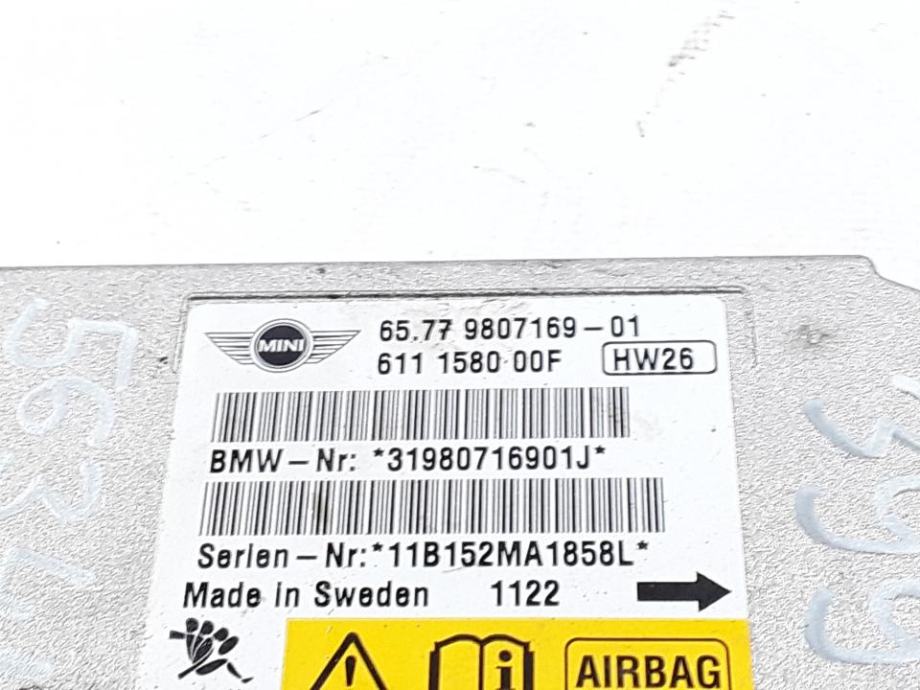 MINI
65.77 9807169-01
611 1580 00F HW26
BMW-Nr: *31980716901J*
Serien-Nr:*11B152MA1858L*
Made in Sweden 1122
AIRBAG